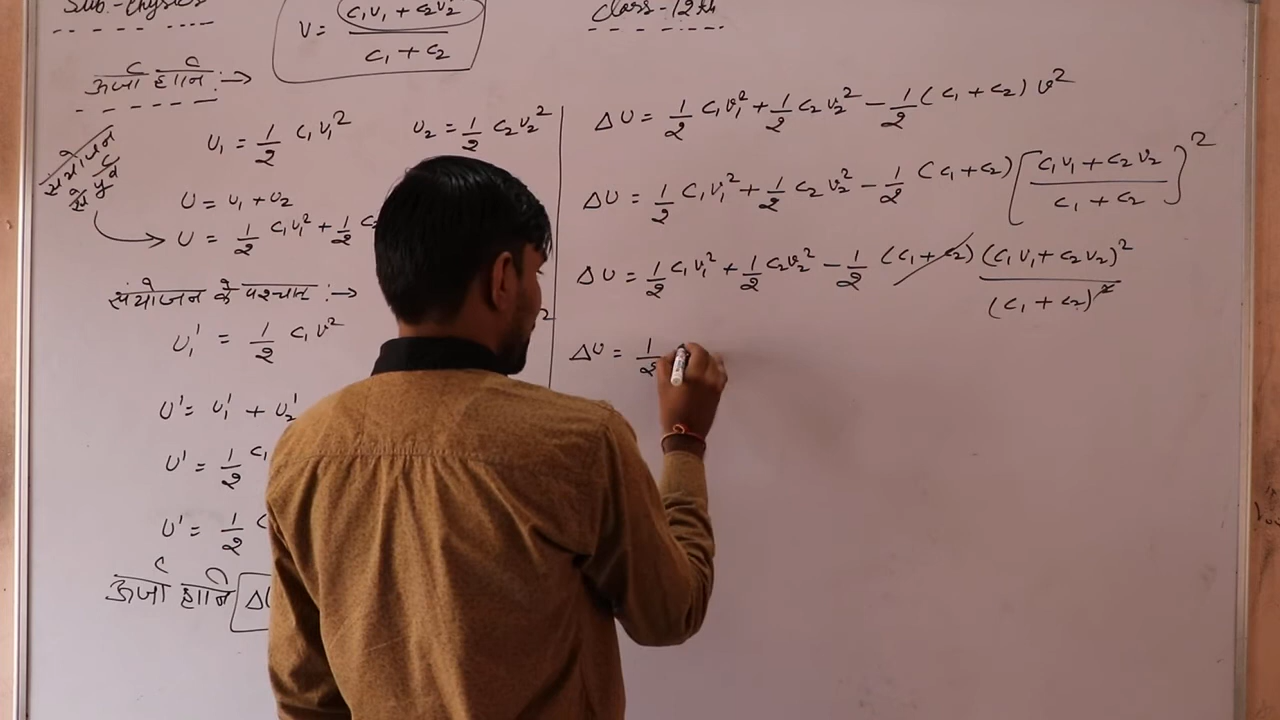 Sub.-Physics
V = (C₁V₁ + C₂V₂) / (C₁ + C₂)
Class-12th
ऊर्जा हानि :→
U₁ = 1/2 C₁V₁²
U₂ = 1/2 C₂V₂²
संयोजन से पूर्व
U = U₁ + U₂
U = 1/2 C₁V₁² + 1/2 C₂
संयोजन के पश्चात :→
U₁' = 1/2 C₁V²
²
U' = U₁' + U₂'
U' = 1/2 C₁
U' = 1/2 C
ऊर्जा हानि ΔU
ΔU = 1/2 C₁V₁² + 1/2 C₂V₂² - 1/2 (C₁ + C₂) V²
ΔU = 1/2 C₁V₁² + 1/2 C₂V₂² - 1/2 (C₁ + C₂) [(C₁V₁ + C₂V₂) / (C₁ + C₂)]²
ΔU = 1/2 C₁V₁² + 1/2 C₂V₂² - 1/2 (C₁ + C₂) (C₁V₁ + C₂V₂)² / (C₁ + C₂)²
ΔU = 1/2